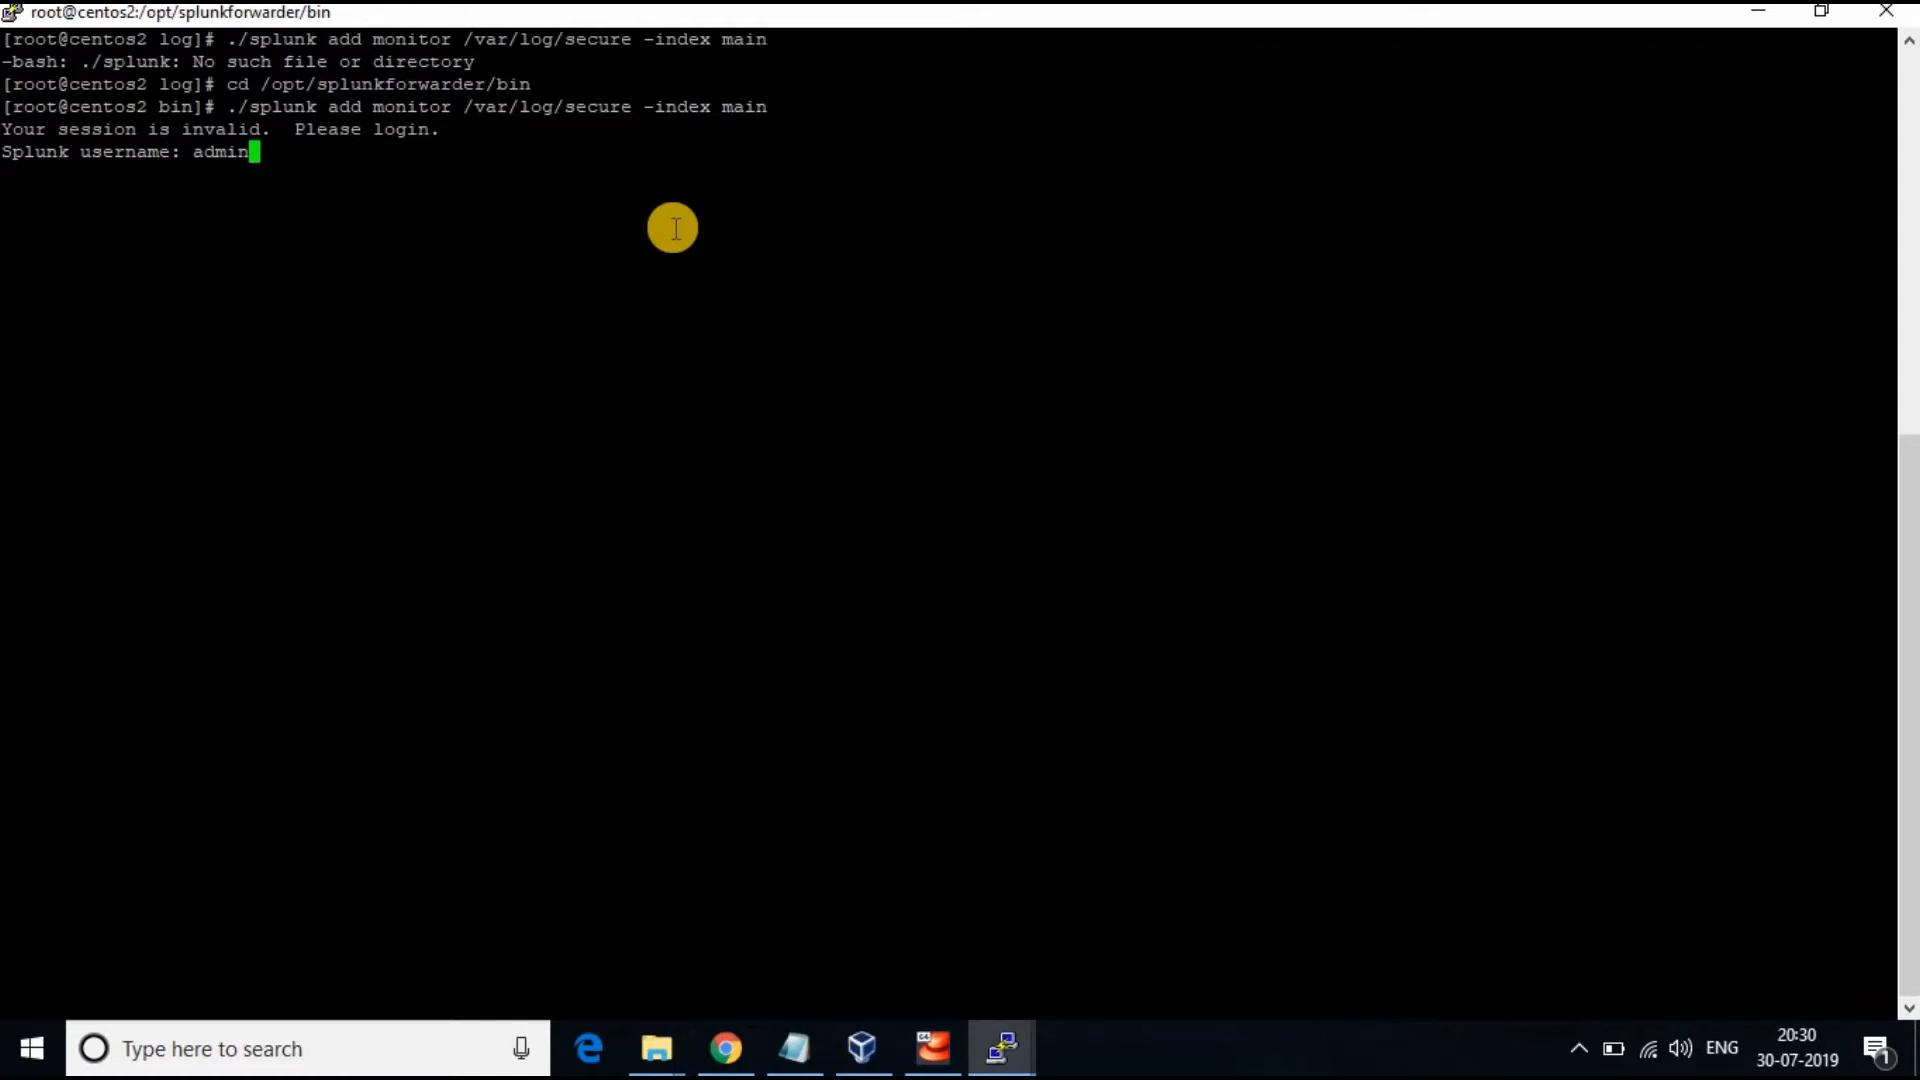 root@centos2:/opt/splunkforwarder/bin
[root@centos2 log]# ./splunk add monitor /var/log/secure -index main
-bash: ./splunk: No such file or directory
[root@centos2 log]# cd /opt/splunkforwarder/bin
[root@centos2 bin]# ./splunk add monitor /var/log/secure -index main
Your session is invalid.  Please login.
Splunk username: admin
Type here to search
ENG
20:30
30-07-2019
1